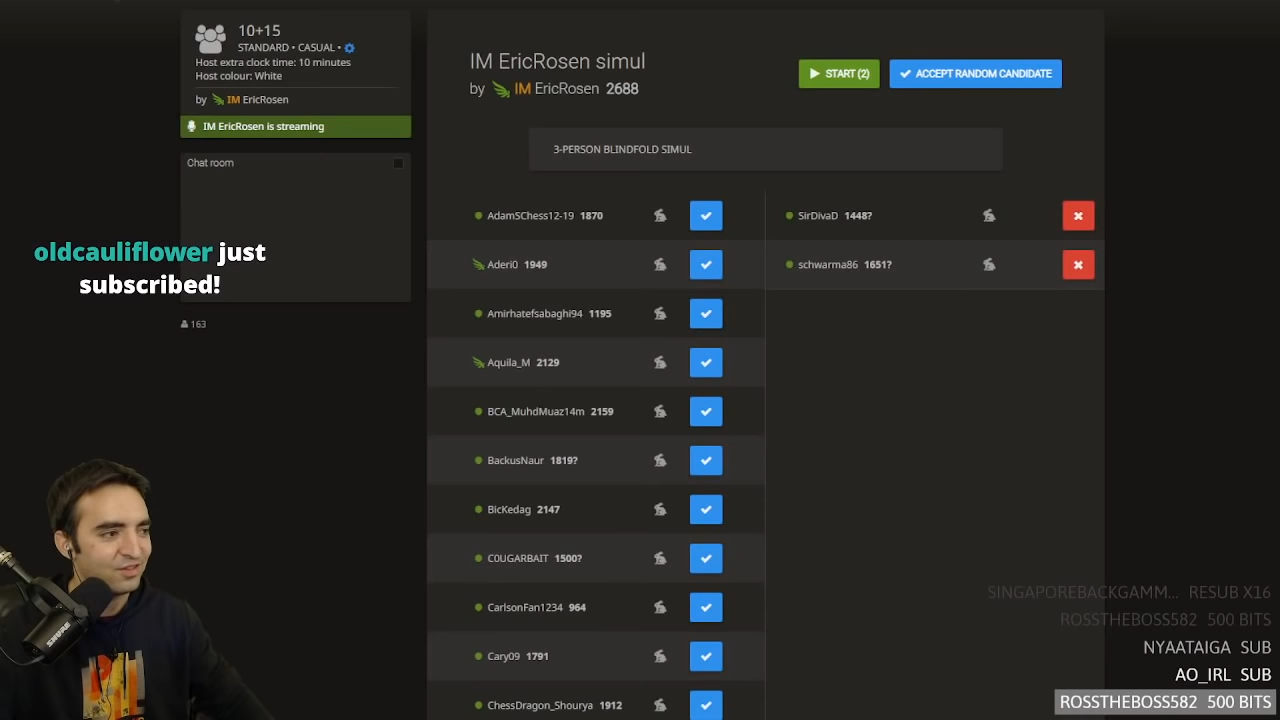 10+15
STANDARD • CASUAL •
Host extra clock time: 10 minutes
Host colour: White
by IM EricRosen
IM EricRosen is streaming
Chat room
oldcauliflower just
subscribed!
163
IM EricRosen simul
by IM EricRosen 2688
START (2)
ACCEPT RANDOM CANDIDATE
3-PERSON BLINDFOLD SIMUL
AdamSChess12-19 1870
Aderi0 1949
Amirhatefsabaghi94 1195
Aquila_M 2129
BCA_MuhdMuaz14m 2159
BackusNaur 1819?
BicKedag 2147
C0UGARBAIT 1500?
CarlsonFan1234 964
Cary09 1791
ChessDragon_Shourya 1912
SirDivaD 1448?
schwarma86 1651?
SINGAPOREBACKGAMM... RESUB X16
ROSSTHEBOSS582 500 BITS
NYAATAIGA SUB
AO_IRL SUB
ROSSTHEBOSS582 500 BITS
SHURE